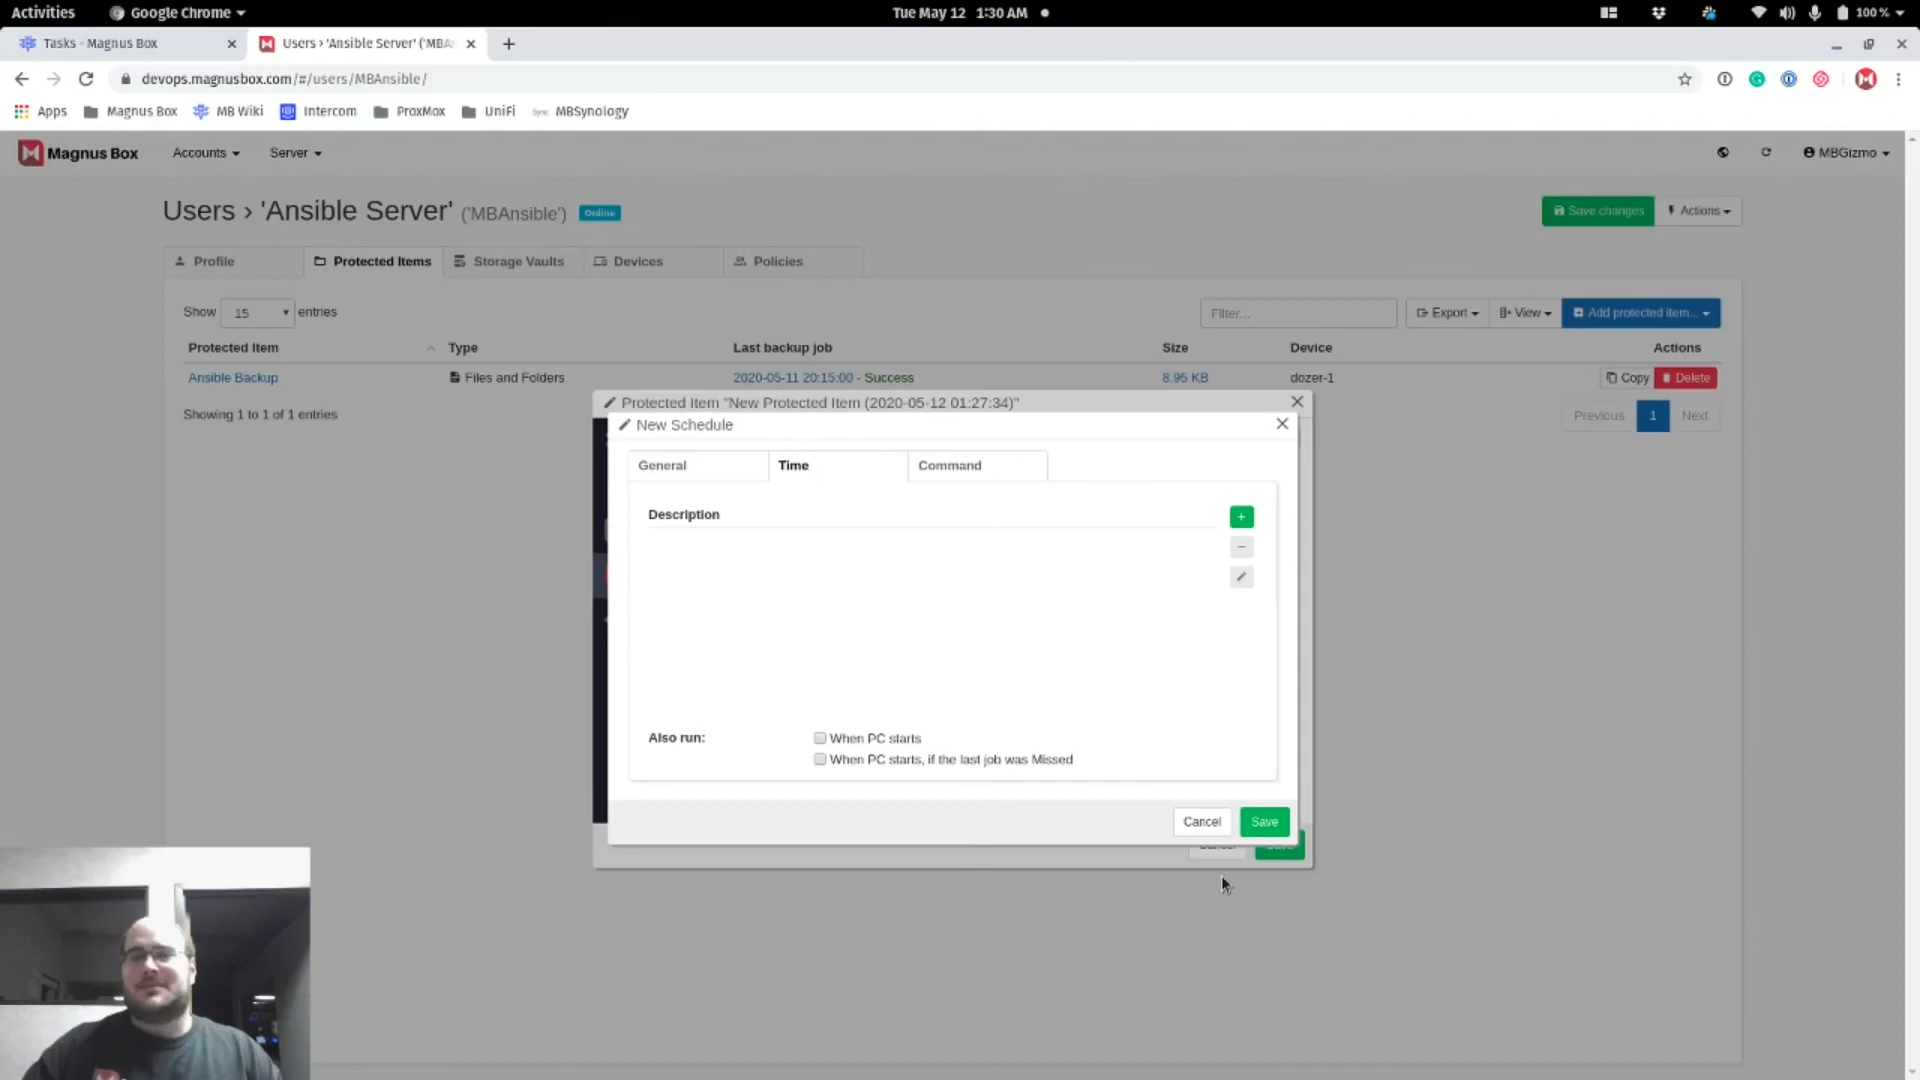 Activities
Google Chrome
Tue May 12 1:30 AM
100 %
Tasks - Magnus Box
Users › 'Ansible Server' ('MBAn
devops.magnusbox.com/#/users/MBAnsible/
Apps
Magnus Box
MB Wiki
Intercom
ProxMox
UniFi
MBSynology
Magnus Box
Accounts
Server
MBGizmo
Users › 'Ansible Server' ('MBAnsible')
Online
Save changes
Actions
Profile
Protected Items
Storage Vaults
Devices
Policies
Show 15 entries
Filter...
Export
View
Add protected item...
Protected Item
Type
Last backup job
Size
Device
Actions
Ansible Backup
Files and Folders
2020-05-11 20:15:00 - Success
8.95 KB
dozer-1
Copy
Delete
Showing 1 to 1 of 1 entries
Previous
1
Next
Protected Item "New Protected Item (2020-05-12 01:27:34)"
New Schedule
General
Time
Command
Description
Also run:
When PC starts
When PC starts, if the last job was Missed
Cancel
Save